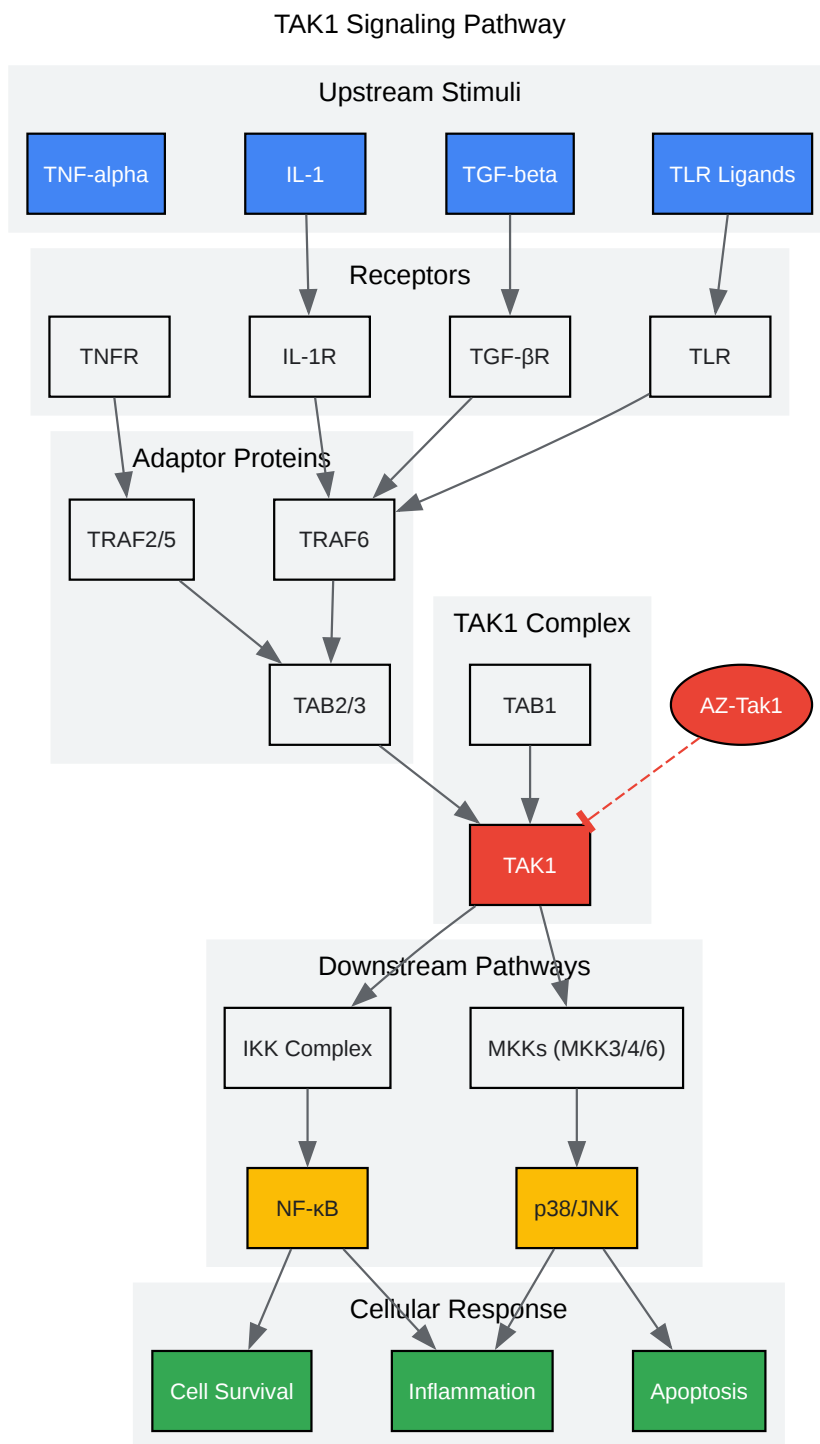 TAK1 Signaling Pathway
Upstream Stimuli
TNF-alpha
IL-1
TGF-beta
TLR Ligands
Receptors
TNFR
IL-1R
TGF-βR
TLR
Adaptor Proteins
TRAF2/5
TRAF6
TAK1 Complex
TAB2/3
TAB1
AZ-Tak1
TAK1
Downstream Pathways
IKK Complex
MKKs (MKK3/4/6)
NF-κB
p38/JNK
Cellular Response
Cell Survival
Inflammation
Apoptosis